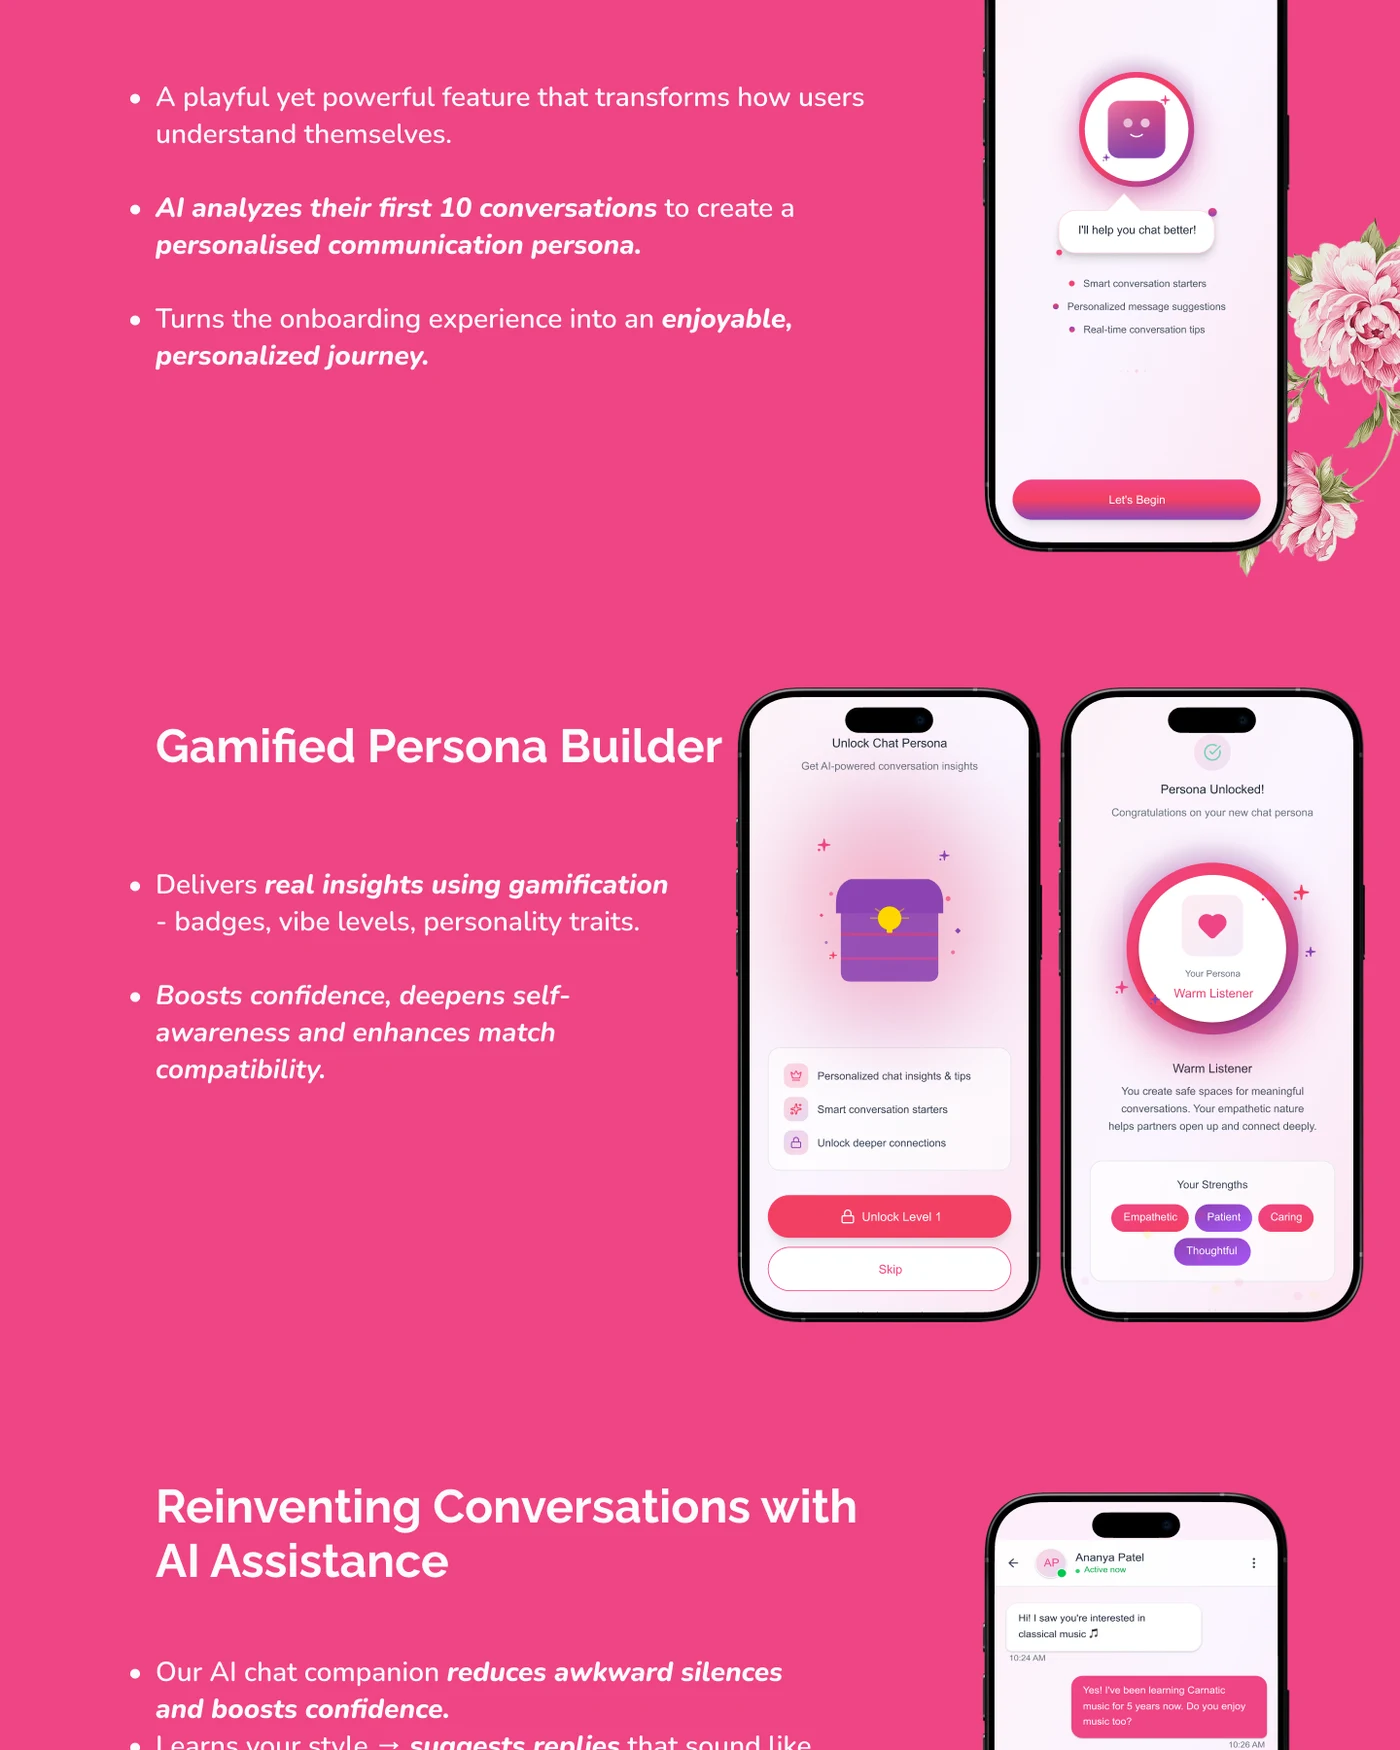 • A playful yet powerful feature that transforms how users
understand themselves.
• AI analyzes their first 10 conversations to create a
personalised communication persona.
• Turns the onboarding experience into an enjoyable,
personalized journey.
I'll help you chat better!
• Smart conversation starters
• Personalized message suggestions
• Real-time conversation tips
Let's Begin
Gamified Persona Builder
• Delivers real insights using gamification
- badges, vibe levels, personality traits.
• Boosts confidence, deepens self-
awareness and enhances match
compatibility.
Unlock Chat Persona
Get AI-powered conversation insights
Personalized chat insights & tips
Smart conversation starters
Unlock deeper connections
Unlock Level 1
Skip
Persona Unlocked!
Congratulations on your new chat persona
Your Persona
Warm Listener
Warm Listener
You create safe spaces for meaningful
conversations. Your empathetic nature
helps partners open up and connect deeply.
Your Strengths
Empathetic Patient Caring
Thoughtful
Reinventing Conversations with
AI Assistance
• Our AI chat companion reduces awkward silences
and boosts confidence.
• Learns your style → suggests replies that sound like
AP Ananya Patel
Active now
Hi! I saw you're interested in
classical music 🎵
10:24 AM
Yes! I've been learning Carnatic
music for 5 years now. Do you enjoy
music too?
10:26 AM